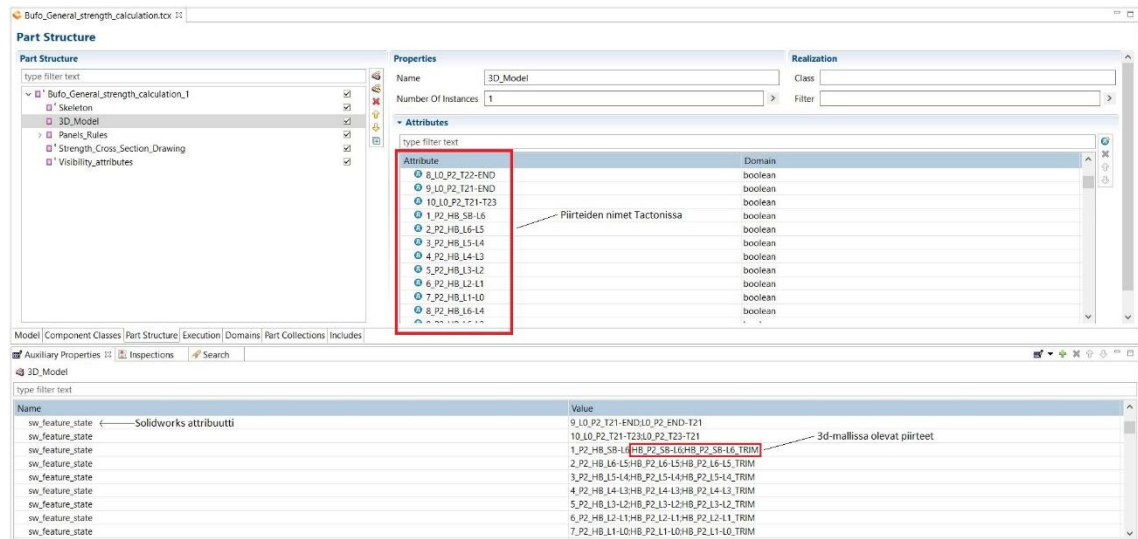 Bufo_General_strength_calculation.tcx
Part Structure
Part Structure
type filter text
Bufo_General_strength_calculation_1
Skeleton
3D_Model
Panels_Rules
Strength_Cross_Section_Drawing
Visibility_attributes
Properties
Name 3D_Model
Number Of Instances 1
Realization
Class
Filter
Attributes
type filter text
Attribute Domain
8_L0_P2_T22-END boolean
9_L0_P2_T21-END boolean
10_L0_P2_T21-T23 boolean
1_P2_HB_SB-L6 boolean
2_P2_HB_L6-L5 boolean
3_P2_HB_L5-L4 boolean
4_P2_HB_L4-L3 boolean
5_P2_HB_L3-L2 boolean
6_P2_HB_L2-L1 boolean
7_P2_HB_L1-L0 boolean
8_P2_HB_L6-L4 boolean
Piirteiden nimet Tactonissa
Model Component Classes Part Structure Execution Domains Part Collections Includes
Auxiliary Properties Inspections Search
3D_Model
type filter text
Name Value
sw_feature_state Solidworks attribuutti 9_L0_P2_T21-END;L0_P2_END-T21
sw_feature_state 10_L0_P2_T21-T23;L0_P2_T23-T21 3d-mallissa olevat piirteet
sw_feature_state 1_P2_HB_SB-L6;HB_P2_SB-L6;HB_P2_SB-L6_TRIM
sw_feature_state 2_P2_HB_L6-L5;HB_P2_L6-L5;HB_P2_L6-L5_TRIM
sw_feature_state 3_P2_HB_L5-L4;HB_P2_L5-L4;HB_P2_L5-L4_TRIM
sw_feature_state 4_P2_HB_L4-L3;HB_P2_L4-L3;HB_P2_L4-L3_TRIM
sw_feature_state 5_P2_HB_L3-L2;HB_P2_L3-L2;HB_P2_L3-L2_TRIM
sw_feature_state 6_P2_HB_L2-L1;HB_P2_L2-L1;HB_P2_L2-L1_TRIM
sw_feature_state 7_P2_HB_L1-L0;HB_P2_L1-L0;HB_P2_L1-L0_TRIM